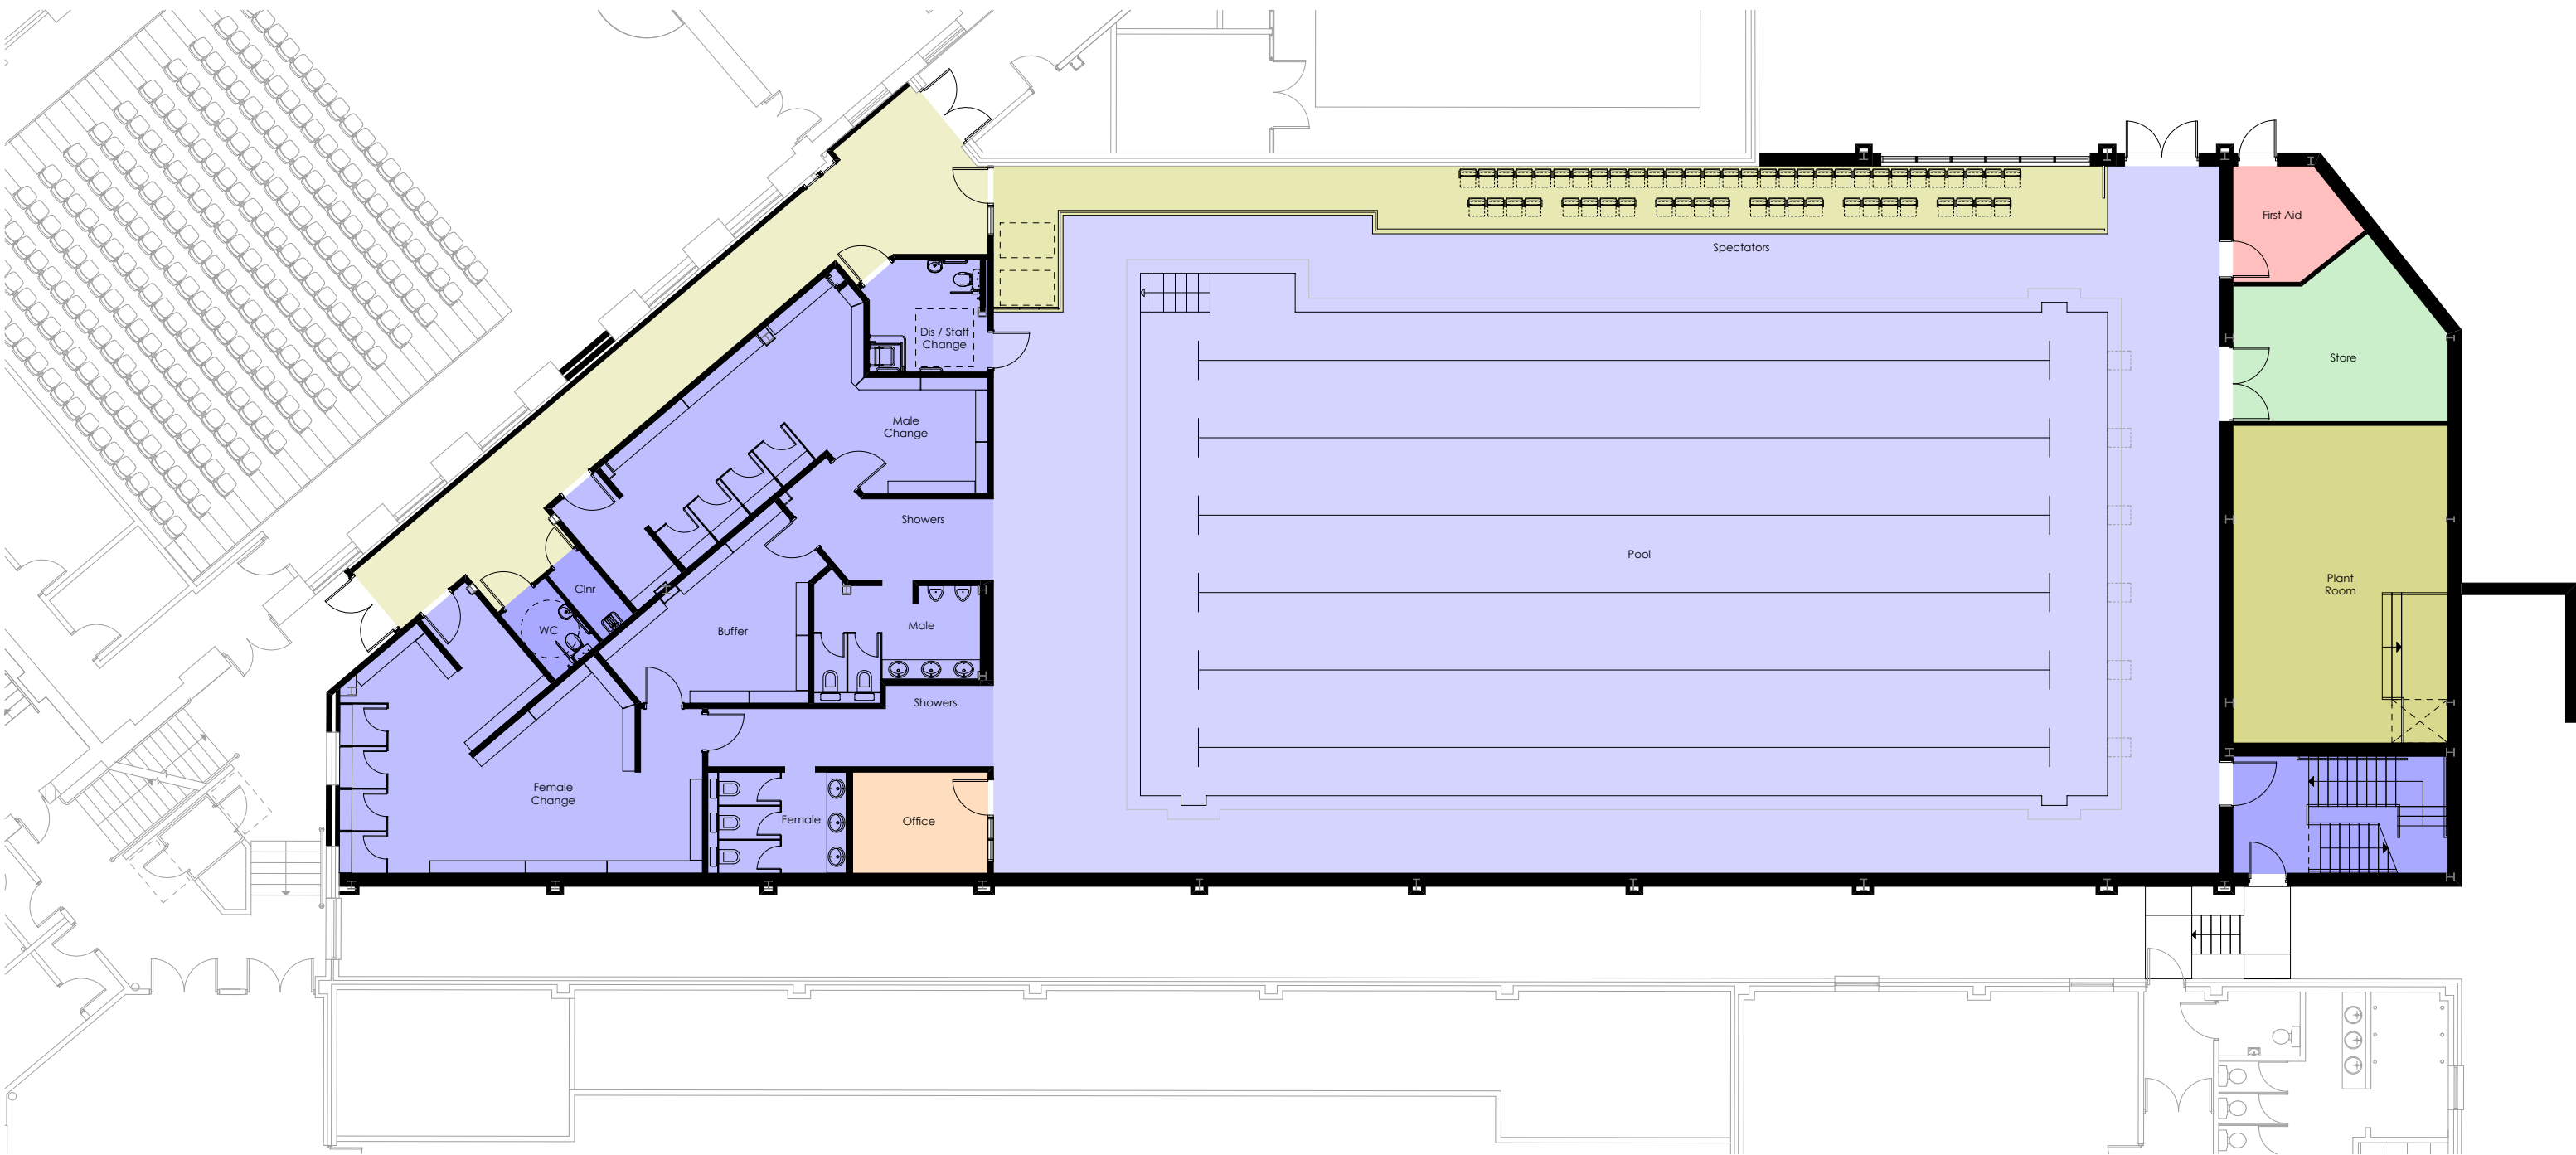 First Aid
Spectators
Dis / Staff
Change
Store
Male
Change
Showers
Pool
Clnr
Plant
Room
WC
Buffer
Male
Showers
Female
Change
Female
Office